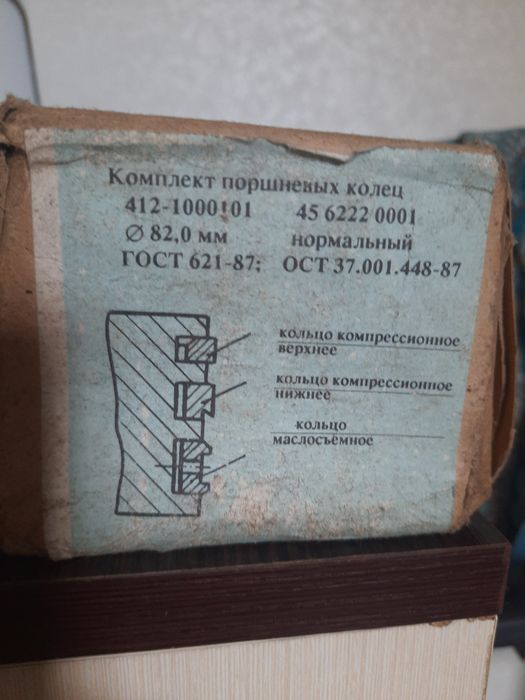 Комплект поршневых колец
412-1000101 45 6222 0001
Ø 82,0 мм нормальный
ГОСТ 621-87; ОСТ 37.001.448-87
кольцо компрессионное
верхнее
кольцо компрессионное
нижнее
кольцо
маслосъёмное